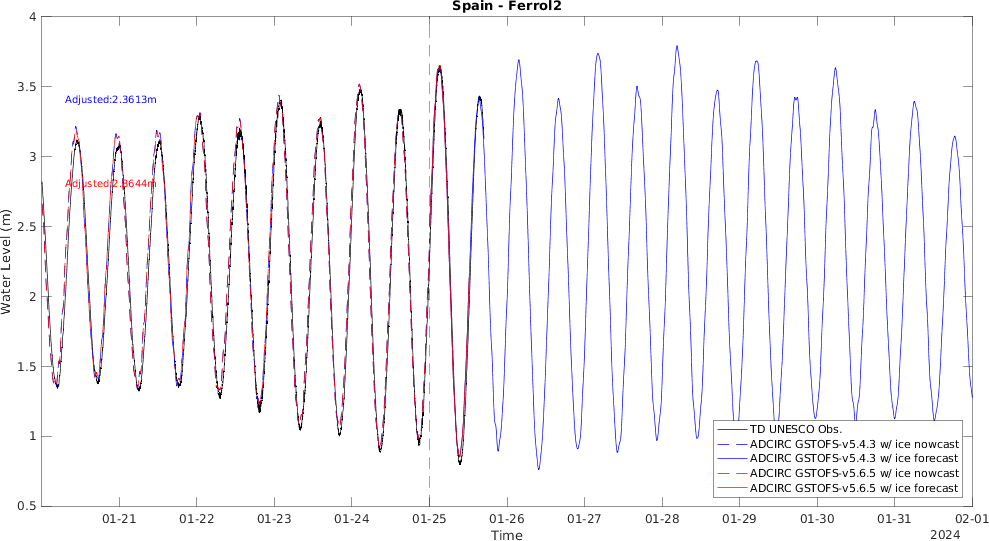 Spain - Ferrol2
4
3.5
3
2.5
2
1.5
1
0.5
Water Level (m)
Adjusted:2.3613m
Adjusted:2.3644m
TD UNESCO Obs.
ADCIRC GSTOFS-v5.4.3 w/ ice nowcast
ADCIRC GSTOFS-v5.4.3 w/ ice forecast
ADCIRC GSTOFS-v5.6.5 w/ ice nowcast
ADCIRC GSTOFS-v5.6.5 w/ ice forecast
01-21 01-22 01-23 01-24 01-25 01-26 01-27 01-28 01-29 01-30 01-31 02-01
Time
2024